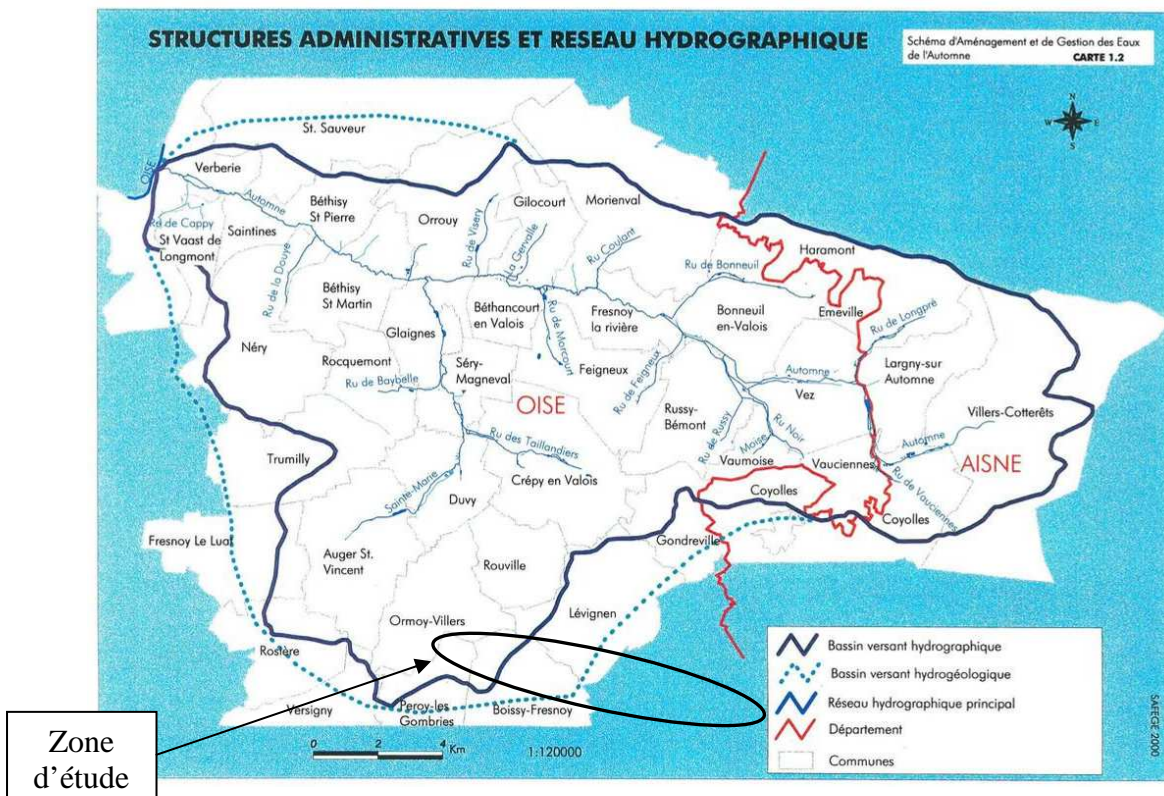 STRUCTURES ADMINISTRATIVES ET RESEAU HYDROGRAPHIQUE
Schéma d'Aménagement et de Gestion des Eaux
de l'Automne
CARTE 1.2
N
W E
S
St. Sauveur
OISE
Verberie
Automne
Béthisy
St Pierre
Orrouy
Ru de Visery
Gilocourt
La Gervalle
Morienval
Ru Coulant
Haramont
Ru de Cappy
St Vaast de
Longmont
Saintines
Ru de la Douye
Béthisy
St Martin
Glaignes
Béthancourt
en Valois
Ru de Morcourt
Fresnoy
la rivière
Ru de Bonneuil
Bonneuil
en-Valois
Emeville
Ru de Longpré
Largny-sur
Automne
Néry
Rocquemont
Ru de Baybelle
Séry-
Magneval
Feigneux
Ru de Feigneux
Automne
Vez
Villers-Cotterêts
OISE
Russy-
Bémont
Ru de Russy
Moise
Ru Noir
Automne
AISNE
Trumilly
Ru des Taillandiers
Crépy en Valois
Vaumoise
Vauciennes
Ru de Vauciennes
Sainte-Marie
Duvy
Coyolles
Coyolles
Fresnoy Le Luat
Auger St.
Vincent
Rouville
Gondreville
Lévignen
Ormoy-Villers
Rosière
Versigny
Peroy-les
Gombries
Boissy-Fresnoy
Zone
d'étude
0 2 4
Km
1:120000
Bassin versant hydrographique
Bassin versant hydrogéologique
Réseau hydrographique principal
Département
Communes
SAFEGE 2000